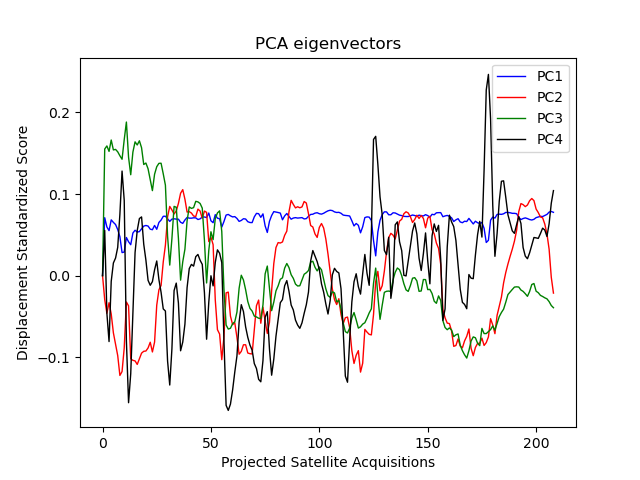 PCA eigenvectors
PC1
PC2
PC3
PC4
0.2
0.1
0.0
−0.1
Displacement Standardized Score
0
50
100
150
200
Projected Satellite Acquisitions